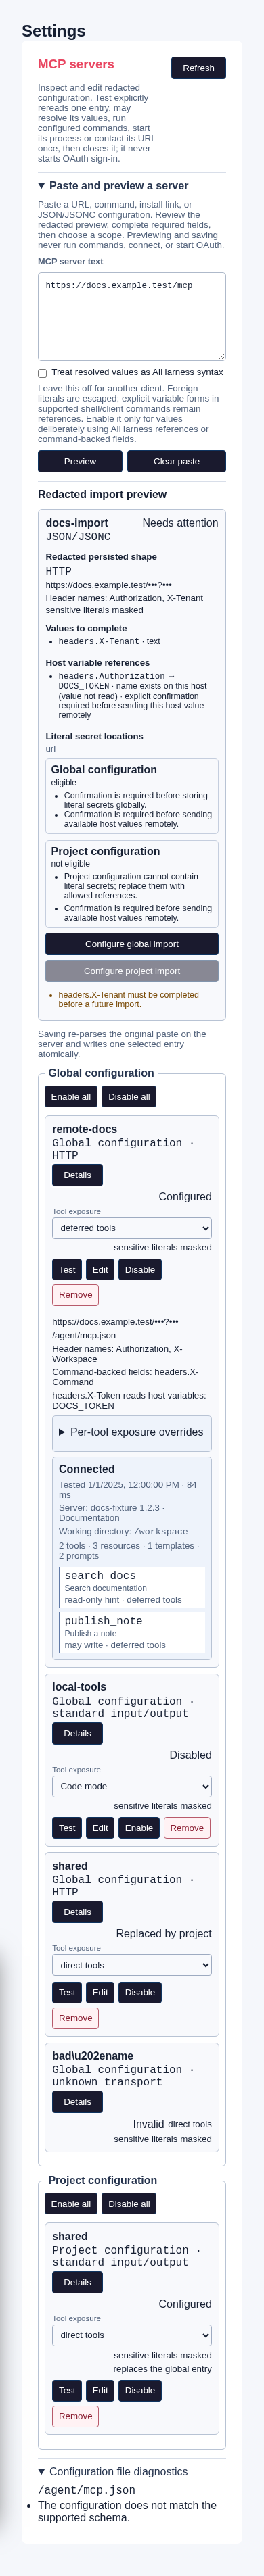 Settings
MCP servers
Refresh
Inspect and edit redacted
configuration. Test explicitly
rereads one entry, may
resolve its values, run
configured commands, start
its process or contact its URL
once, then closes it; it never
starts OAuth sign-in.
▼ Paste and preview a server
Paste a URL, command, install link, or
JSON/JSONC configuration. Review the
redacted preview, complete required fields,
then choose a scope. Previewing and saving
never run commands, connect, or start OAuth.
MCP server text
https://docs.example.test/mcp
Treat resolved values as AiHarness syntax
Leave this off for another client. Foreign
literals are escaped; explicit variable forms in
supported shell/client commands remain
references. Enable it only for values
deliberately using AiHarness references or
command-backed fields.
Preview
Clear paste
Redacted import preview
docs-import
Needs attention
JSON/JSONC
Redacted persisted shape
HTTP
https://docs.example.test/•••?•••
Header names: Authorization, X-Tenant
sensitive literals masked
Values to complete
• headers.X-Tenant · text
Host variable references
• headers.Authorization →
DOCS_TOKEN · name exists on this host
(value not read) · explicit confirmation
required before sending this host value
remotely
Literal secret locations
url
Global configuration
eligible
• Confirmation is required before storing
literal secrets globally.
• Confirmation is required before sending
available host values remotely.
Project configuration
not eligible
• Project configuration cannot contain
literal secrets; replace them with
allowed references.
• Confirmation is required before sending
available host values remotely.
Configure global import
Configure project import
• headers.X-Tenant must be completed
before a future import.
Saving re-parses the original paste on the
server and writes one selected entry
atomically.
Global configuration
Enable all
Disable all
remote-docs
Global configuration ·
HTTP
Details
Configured
Tool exposure
deferred tools
sensitive literals masked
Test
Edit
Disable
Remove
https://docs.example.test/•••?•••
/agent/mcp.json
Header names: Authorization, X-
Workspace
Command-backed fields: headers.X-
Command
headers.X-Token reads host variables:
DOCS_TOKEN
▶ Per-tool exposure overrides
Connected
Tested 1/1/2025, 12:00:00 PM · 84
ms
Server: docs-fixture 1.2.3 ·
Documentation
Working directory: /workspace
2 tools · 3 resources · 1 templates ·
2 prompts
search_docs
Search documentation
read-only hint · deferred tools
publish_note
Publish a note
may write · deferred tools
local-tools
Global configuration ·
standard input/output
Details
Disabled
Tool exposure
Code mode
sensitive literals masked
Test
Edit
Enable
Remove
shared
Global configuration ·
HTTP
Details
Replaced by project
Tool exposure
direct tools
Test
Edit
Disable
Remove
bad\u202ename
Global configuration ·
unknown transport
Details
Invalid direct tools
sensitive literals masked
Project configuration
Enable all
Disable all
shared
Project configuration ·
standard input/output
Details
Configured
Tool exposure
direct tools
sensitive literals masked
replaces the global entry
Test
Edit
Disable
Remove
▼ Configuration file diagnostics
/agent/mcp.json
• The configuration does not match the
supported schema.